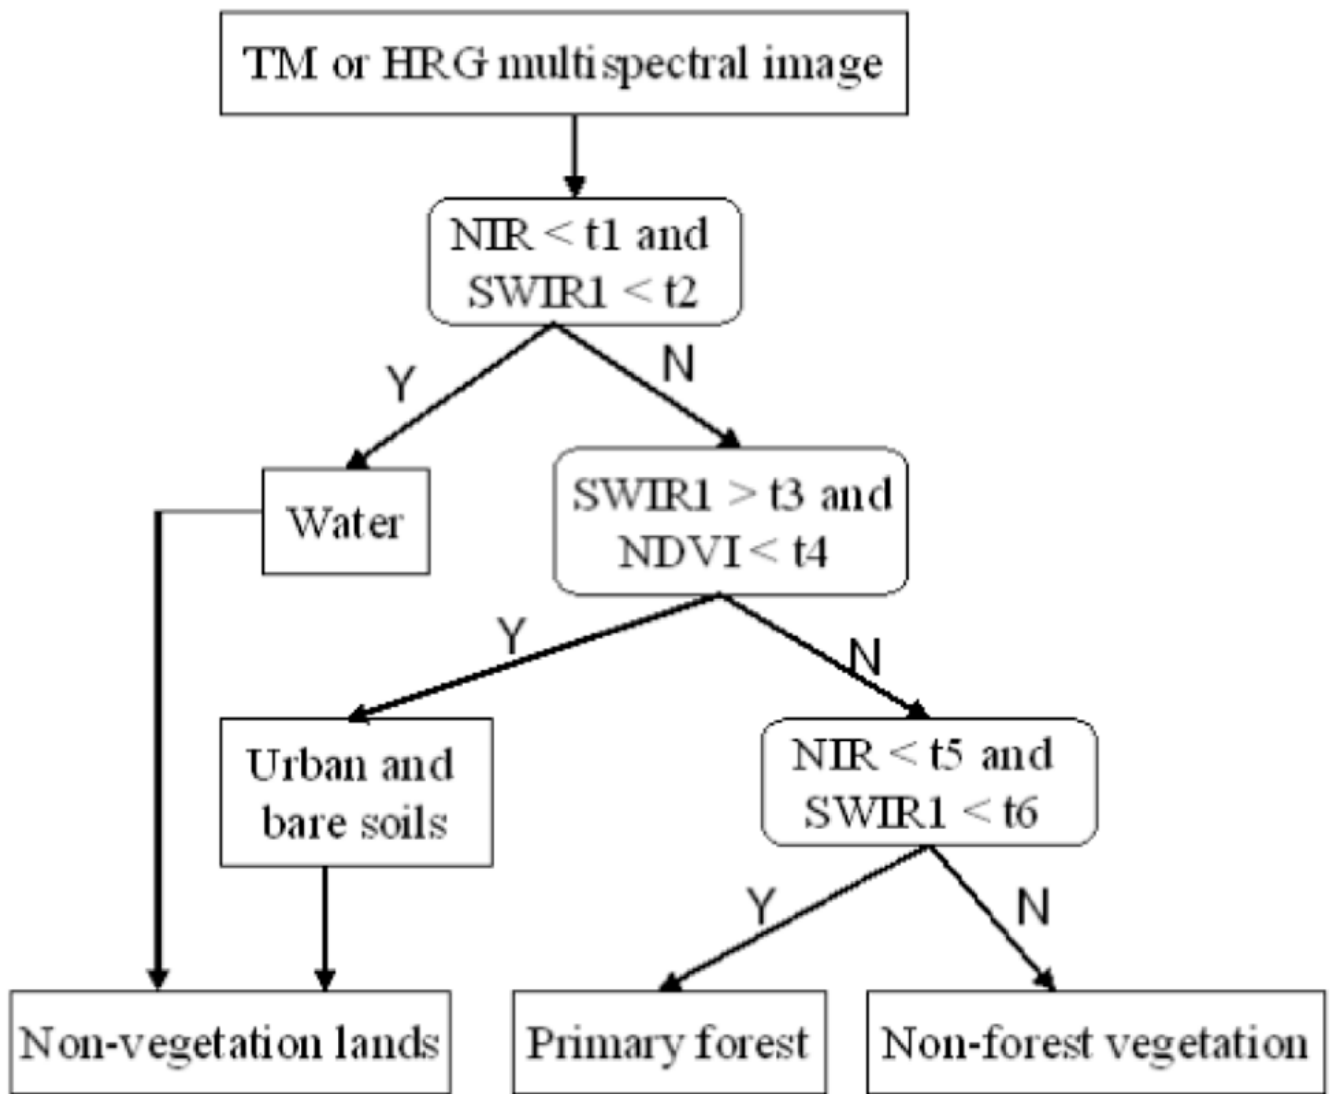 TM or HRG multispectral image
NIR < t1 and
SWIR1 < t2
Y
N
Water
SWIR1 > t3 and
NDVI < t4
Y
N
Urban and
bare soils
NIR < t5 and
SWIR1 < t6
Y
N
Non-vegetation lands
Primary forest
Non-forest vegetation